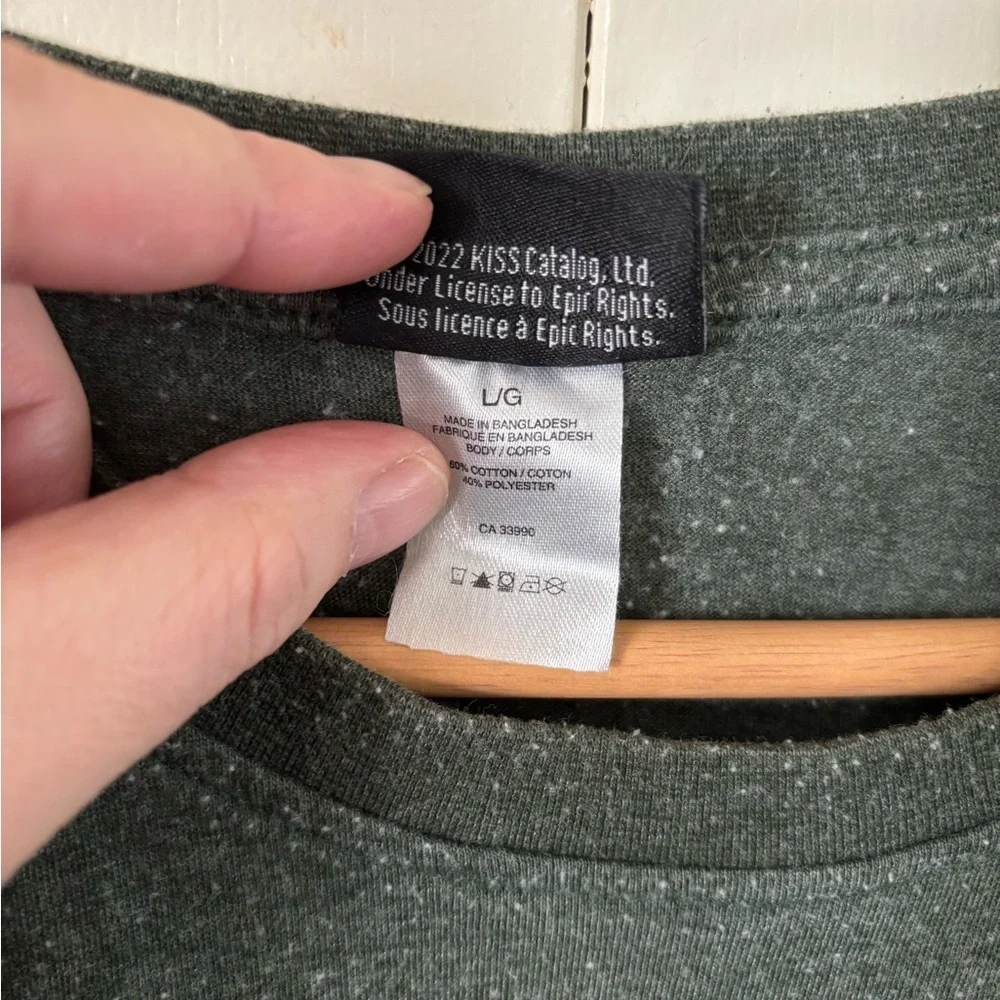 2022 KISS Catalog, Ltd.
Under License to Epic Rights.
Sous licence à Epic Rights.
L/G
MADE IN BANGLADESH
FABRIQUE EN BANGLADESH
BODY / CORPS
60% COTTON / COTON
40% POLYESTER
CA 33990